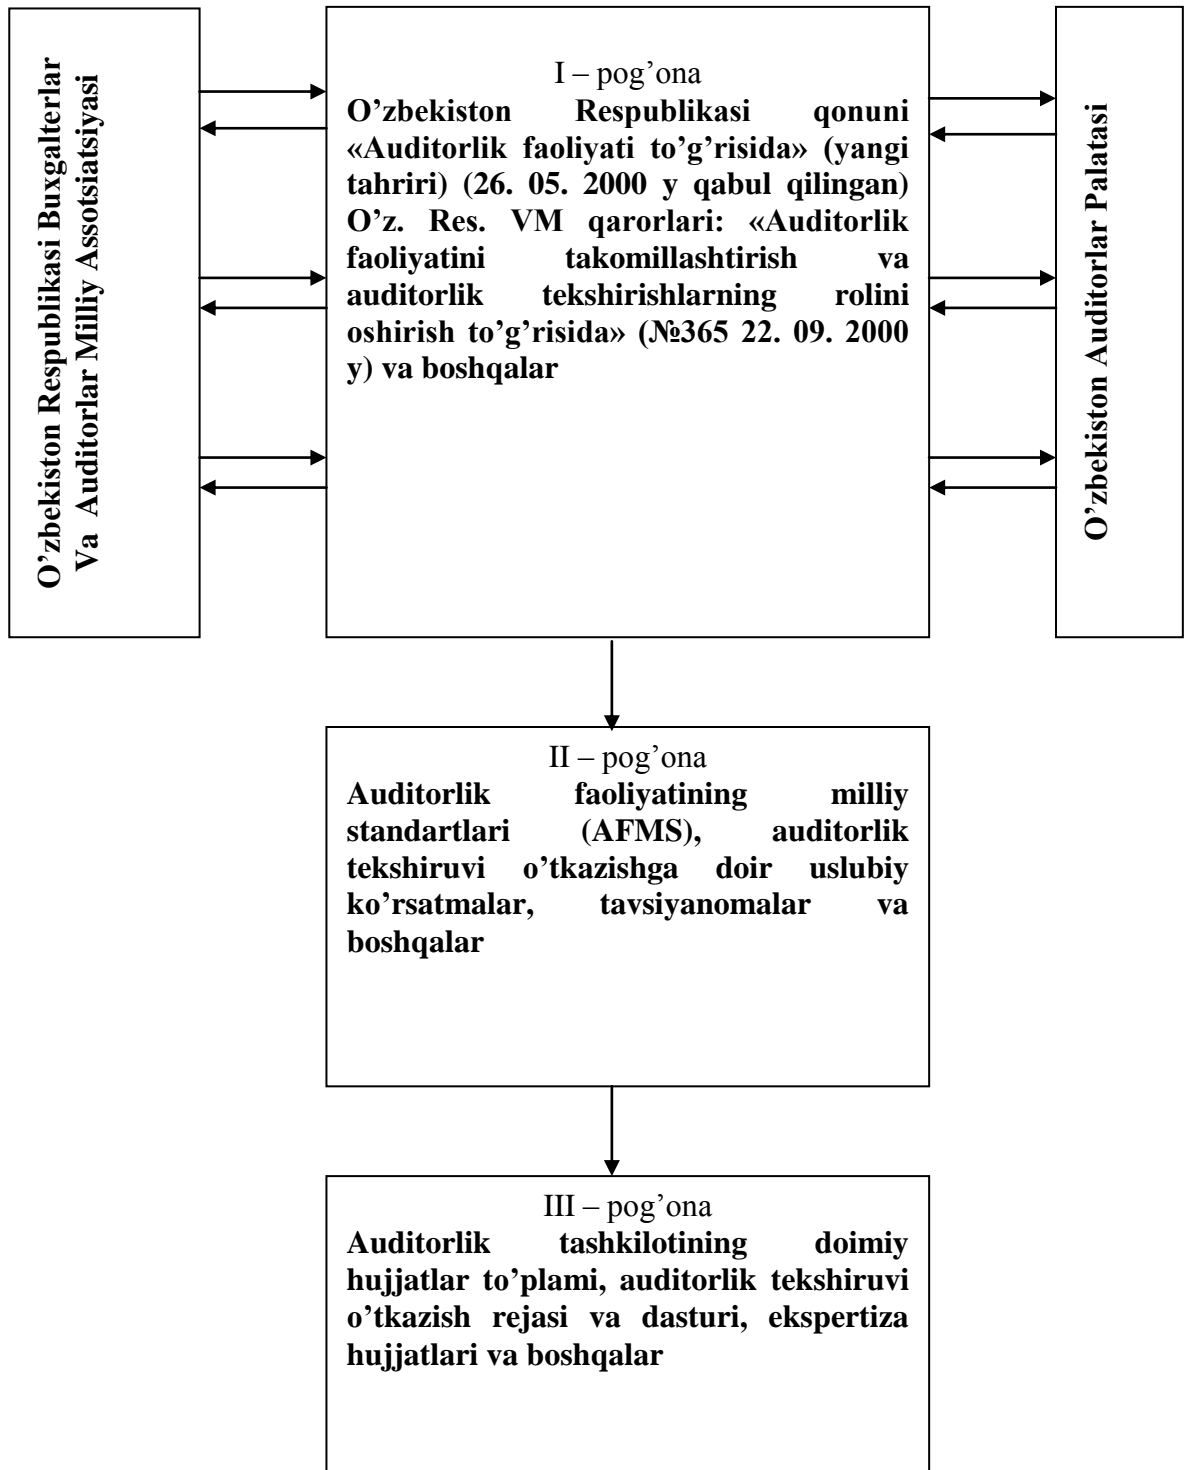 O’zbekiston Respublikasi Buxgalterlar
Va Auditorlar Milliy Assotsiatsiyasi
I – pog’ona
O’zbekiston Respublikasi qonuni
«Auditorlik faoliyati to’g’risida» (yangi
tahriri) (26. 05. 2000 y qabul qilingan)
O’z. Res. VM qarorlari: «Auditorlik
faoliyatini takomillashtirish va
auditorlik tekshirishlarning rolini
oshirish to’g’risida» (№365 22. 09. 2000
y) va boshqalar
O’zbekiston Auditorlar Palatasi
II – pog’ona
Auditorlik faoliyatining milliy
standartlari (AFMS), auditorlik
tekshiruvi o’tkazishga doir uslubiy
ko’rsatmalar, tavsiyanomalar va
boshqalar
III – pog’ona
Auditorlik tashkilotining doimiy
hujjatlar to’plami, auditorlik tekshiruvi
o’tkazish rejasi va dasturi, ekspertiza
hujjatlari va boshqalar